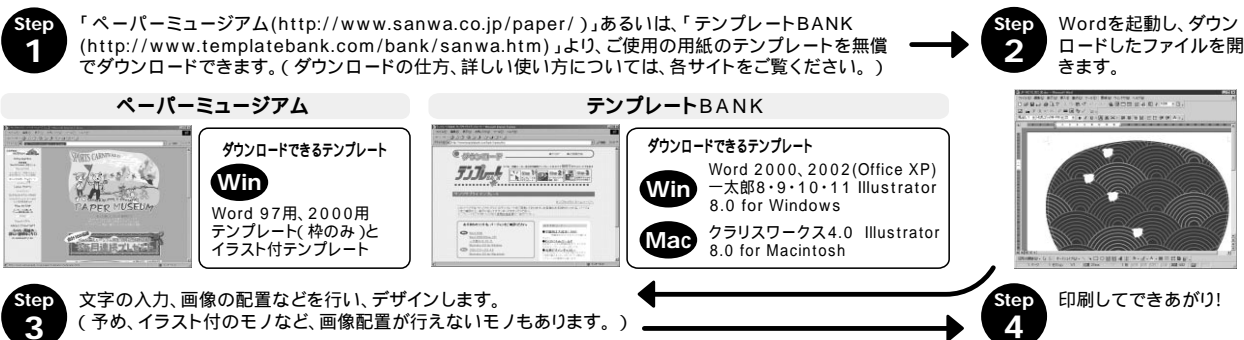 Step
1
「ペーパーミュージアム(http://www.sanwa.co.jp/paper/)」あるいは、「テンプレートBANK
(http://www.templatebank.com/bank/sanwa.htm)」より、ご使用の用紙のテンプレートを無償
でダウンロードできます。(ダウンロードの仕方、詳しい使い方については、各サイトをご覧ください。)
Step
2
Wordを起動し、ダウン
ロードしたファイルを開
きます。
ペーパーミュージアム
SPORTS CARNIVAL
PAPER MUSEUM
ダウンロードできるテンプレート
Win
Word 97用、2000用
テンプレート(枠のみ)と
イラスト付テンプレート
テンプレートBANK
ダウンロード
テンプレート
ダウンロードできるテンプレート
Win
Word 2000、2002(Office XP)
一太郎8・9・10・11 Illustrator
8.0 for Windows
Mac
クラリスワークス4.0 Illustrator
8.0 for Macintosh
Step
3
文字の入力、画像の配置などを行い、デザインします。
(予め、イラスト付のモノなど、画像配置が行えないモノもあります。)
Step
4
印刷してできあがり!